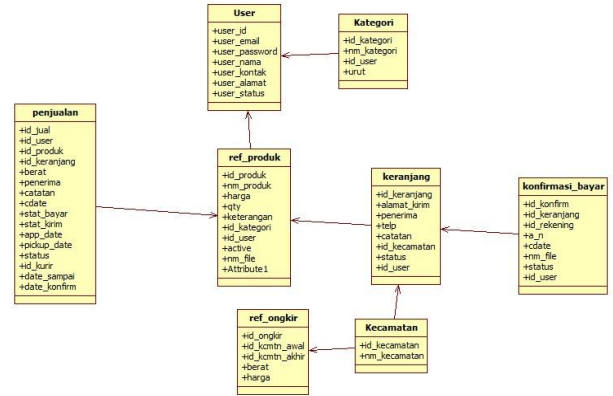 User
+user_id
+user_email
+user_password
+user_nama
+user_kontak
+user_alamat
+user_status
Kategori
+id_kategori
+nm_kategori
+id_user
+urut
penjualan
+id_jual
+id_user
+id_produk
+id_keranjang
+berat
+penerima
+catatan
+cdate
+stat_bayar
+stat_kirim
+app_date
+pickup_date
+status
+id_kurir
+date_sampai
+date_konfirm
ref_produk
+id_produk
+nm_produk
+harga
+qty
+keterangan
+id_kategori
+id_user
+active
+nm_file
+Attribute1
keranjang
+id_keranjang
+alamat_kirim
+penerima
+telp
+catatan
+id_kecamatan
+status
+id_user
konfirmasi_bayar
+id_konfirm
+id_keranjang
+id_rekening
+a_n
+cdate
+nm_file
+status
+id_user
ref_ongkir
+id_ongkir
+id_kcmtn_awal
+id_kcmtn_akhir
+berat
+harga
Kecamatan
+id_kecamatan
+nm_kecamatan